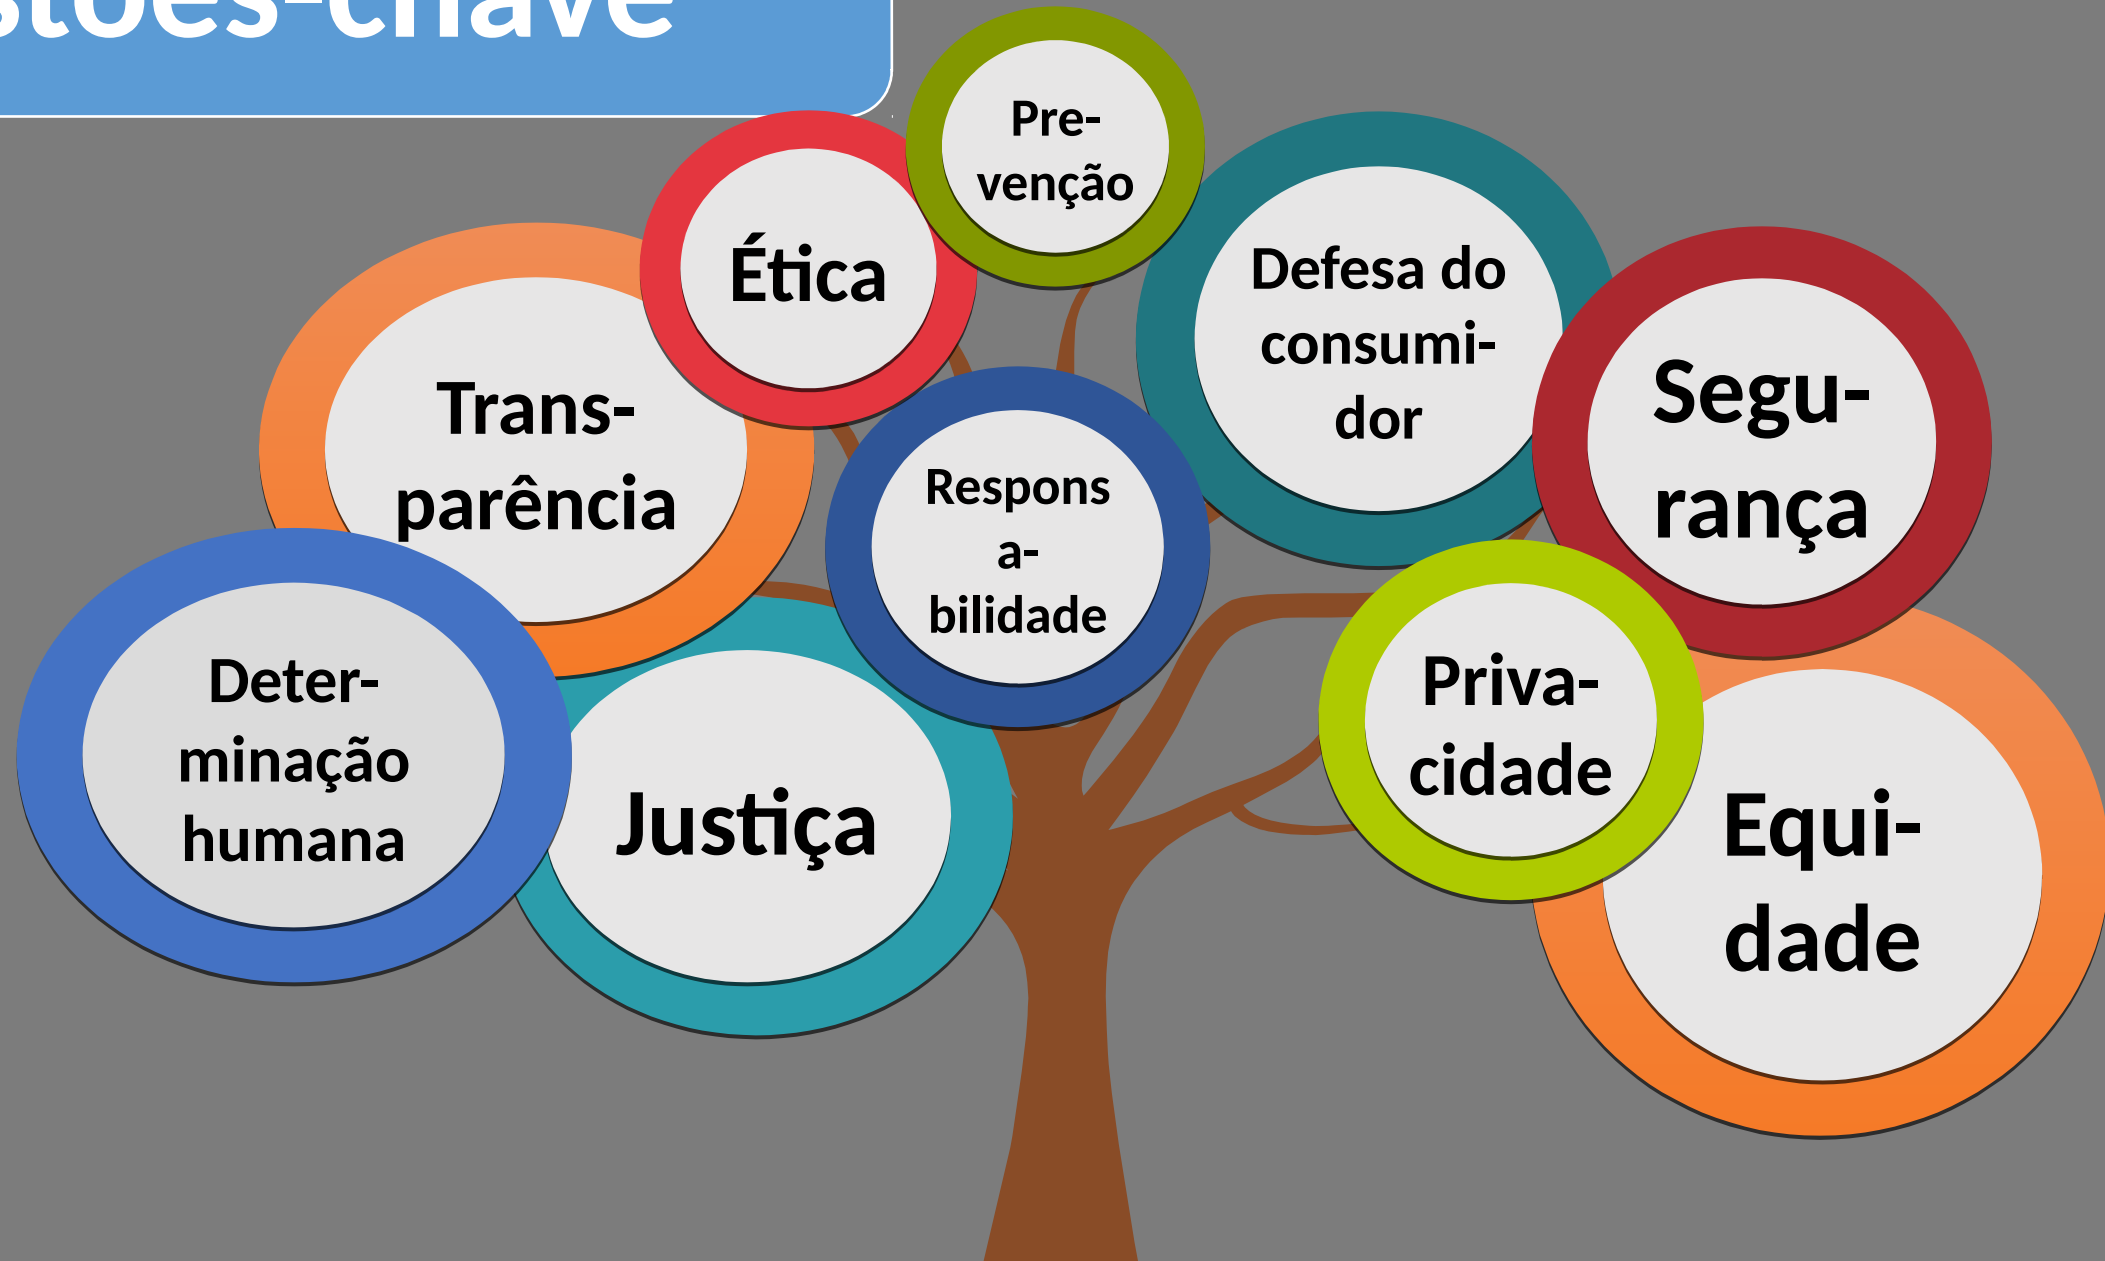 stões-chave
Pre-
venção
Ética
Defesa do
consumi-
dor
Trans-
parência
Segu-
rança
Respons
a-
bilidade
Deter-
minação
humana
Priva-
cidade
Justiça
Equi-
dade